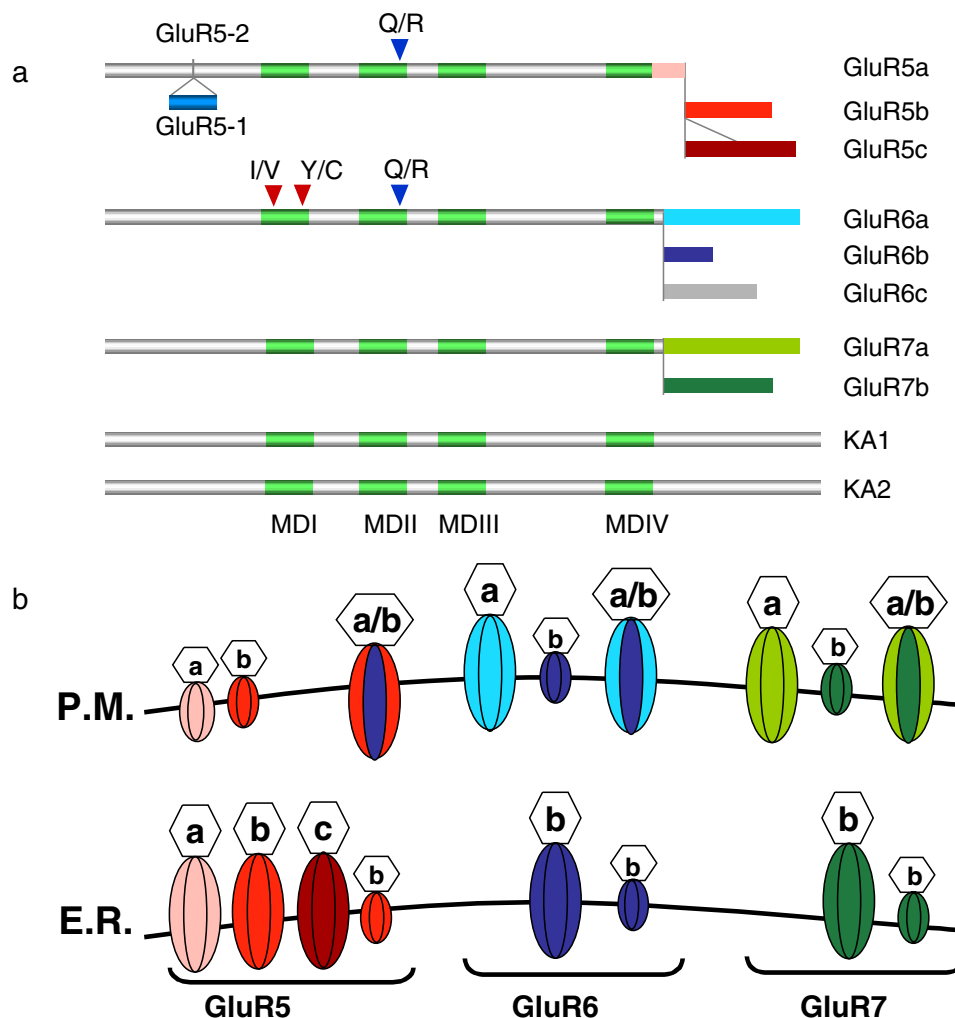 a
GluR5-2
Q/R
GluR5a
GluR5b
GluR5-1
GluR5c
I/V Y/C Q/R
GluR6a
GluR6b
GluR6c
GluR7a
GluR7b
KA1
KA2
MDI MDII MDIII MDIV
b
a b a/b a b a/b a b a/b
P.M.
a b c b b b b b
E.R.
GluR5 GluR6 GluR7